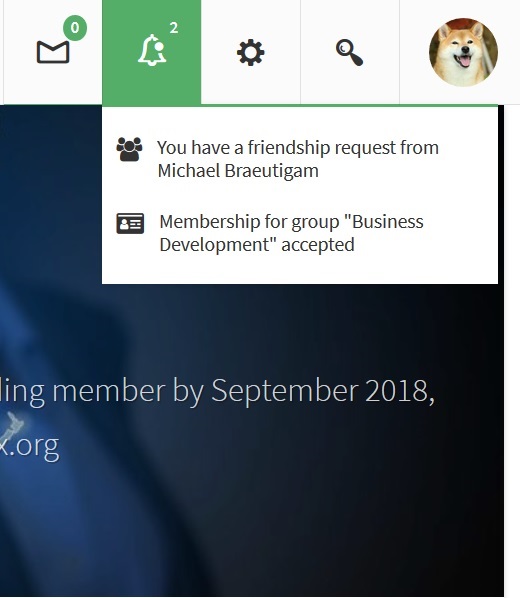 0
2
You have a friendship request from
Michael Braeutigam
Membership for group "Business
Development" accepted
ling member by September 2018,
x.org